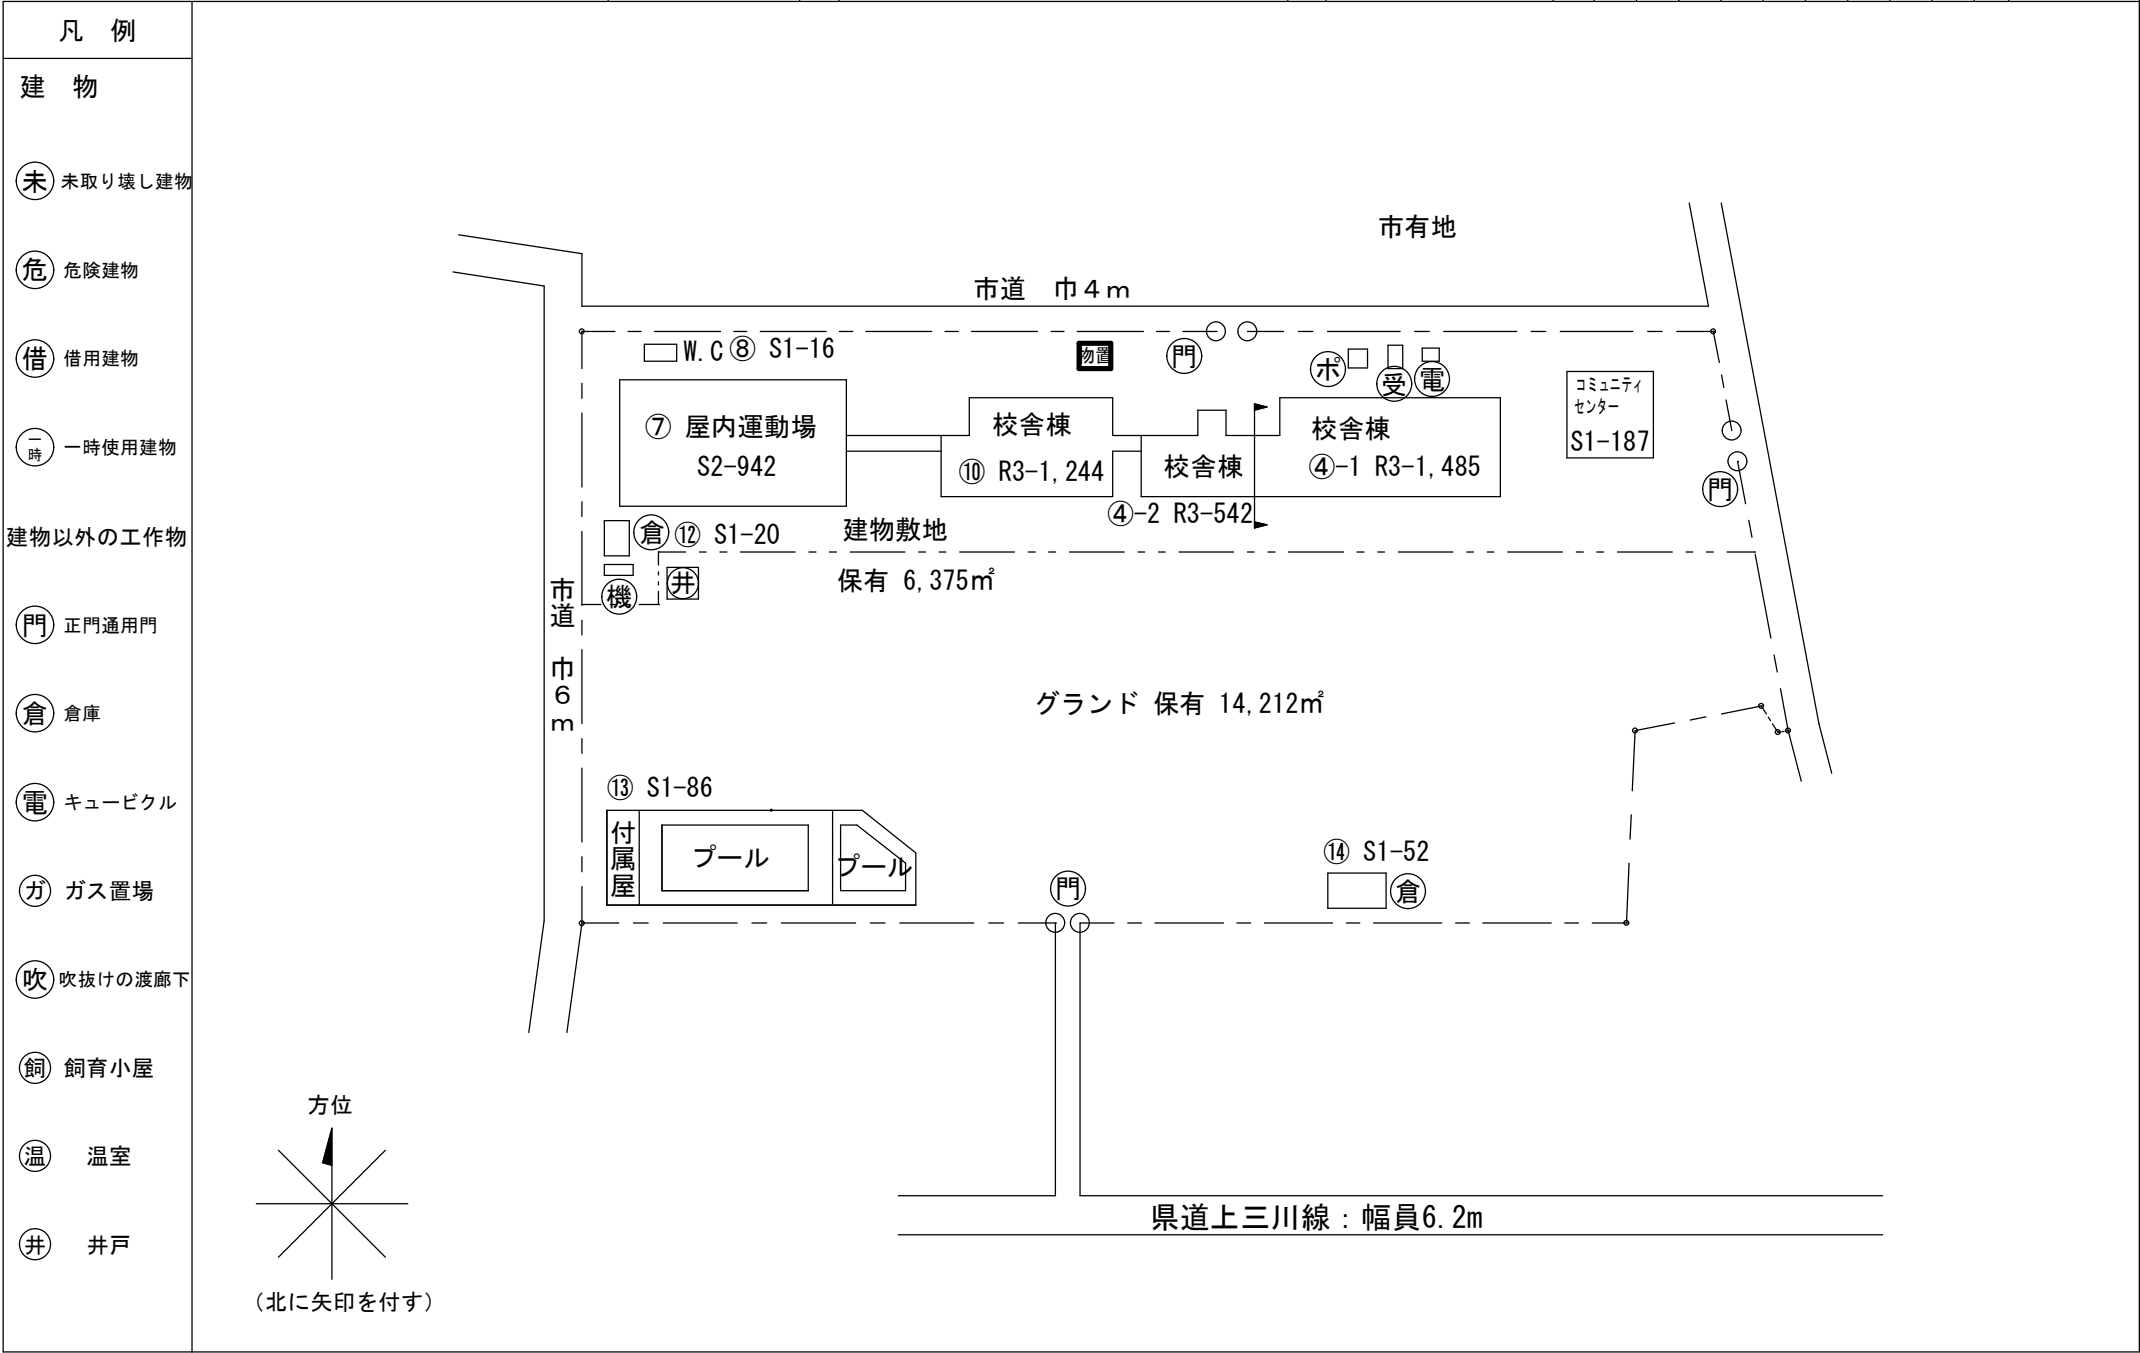 凡 例
建 物
未 未取り壊し建物
危 危険建物
借 借用建物
一時 一時使用建物
建物以外の工作物
門 正門通用門
倉 倉庫
電 キュービクル
ガ ガス置場
吹 吹抜けの渡廊下
飼 飼育小屋
温 温室
井 井戸
市有地
市道 巾4m
W.C ⑧ S1-16
物置
門
ポ
受
電
コミュニティ
センター
S1-187
⑦ 屋内運動場
S2-942
校舎棟
⑩ R3-1,244
校舎棟
④-2 R3-542
校舎棟
④-1 R3-1,485
門
倉 ⑫ S1-20
建物敷地
保有 6,375㎡
機
井
市道 巾6m
グランド 保有 14,212㎡
⑬ S1-86
付属屋
プール
プール
門
⑭ S1-52
倉
県道上三川線：幅員6.2m
方位
(北に矢印を付す)